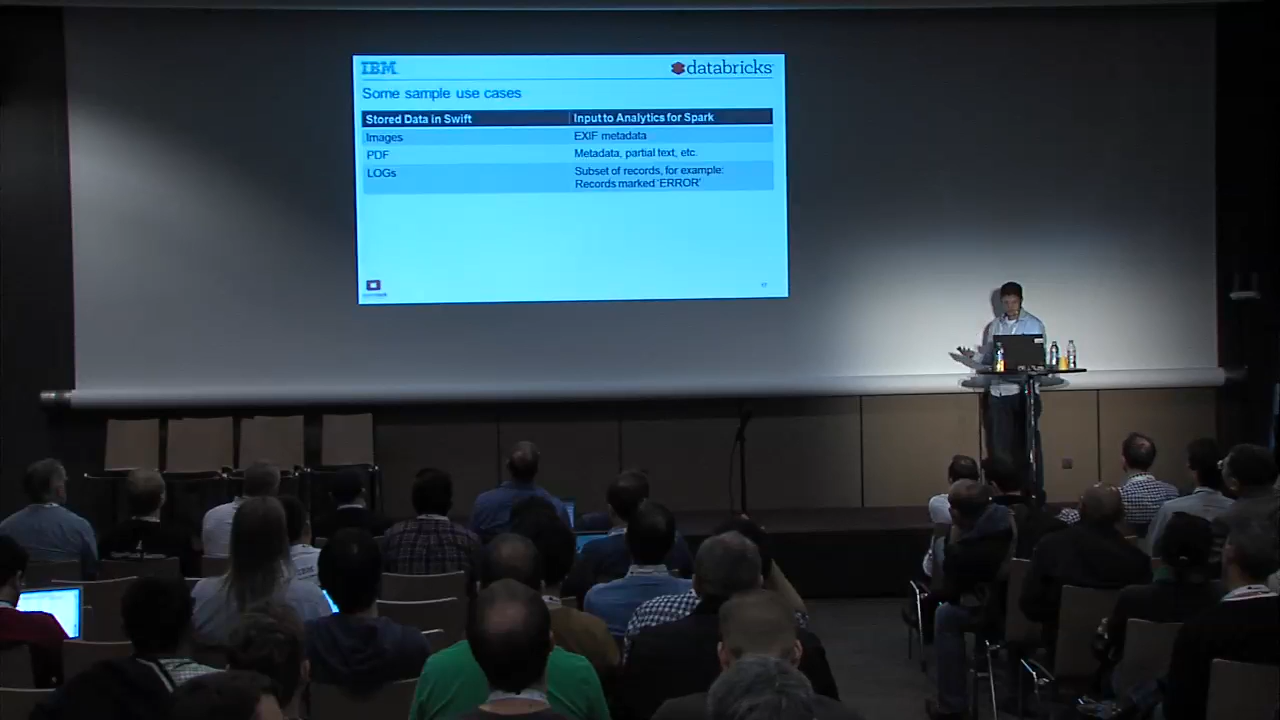 IBM
databricks
Some sample use cases
Stored Data in Swift
Input to Analytics for Spark
Images
EXIF metadata
PDF
Metadata, partial text, etc.
LOGs
Subset of records, for example:
Records marked 'ERROR'
17